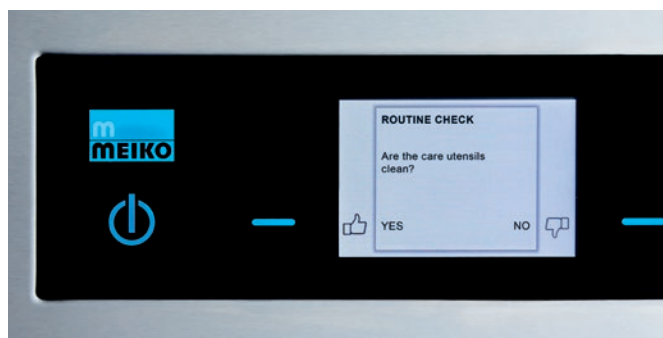 m
MEIKO
ROUTINE CHECK
Are the care utensils
clean?
YES NO